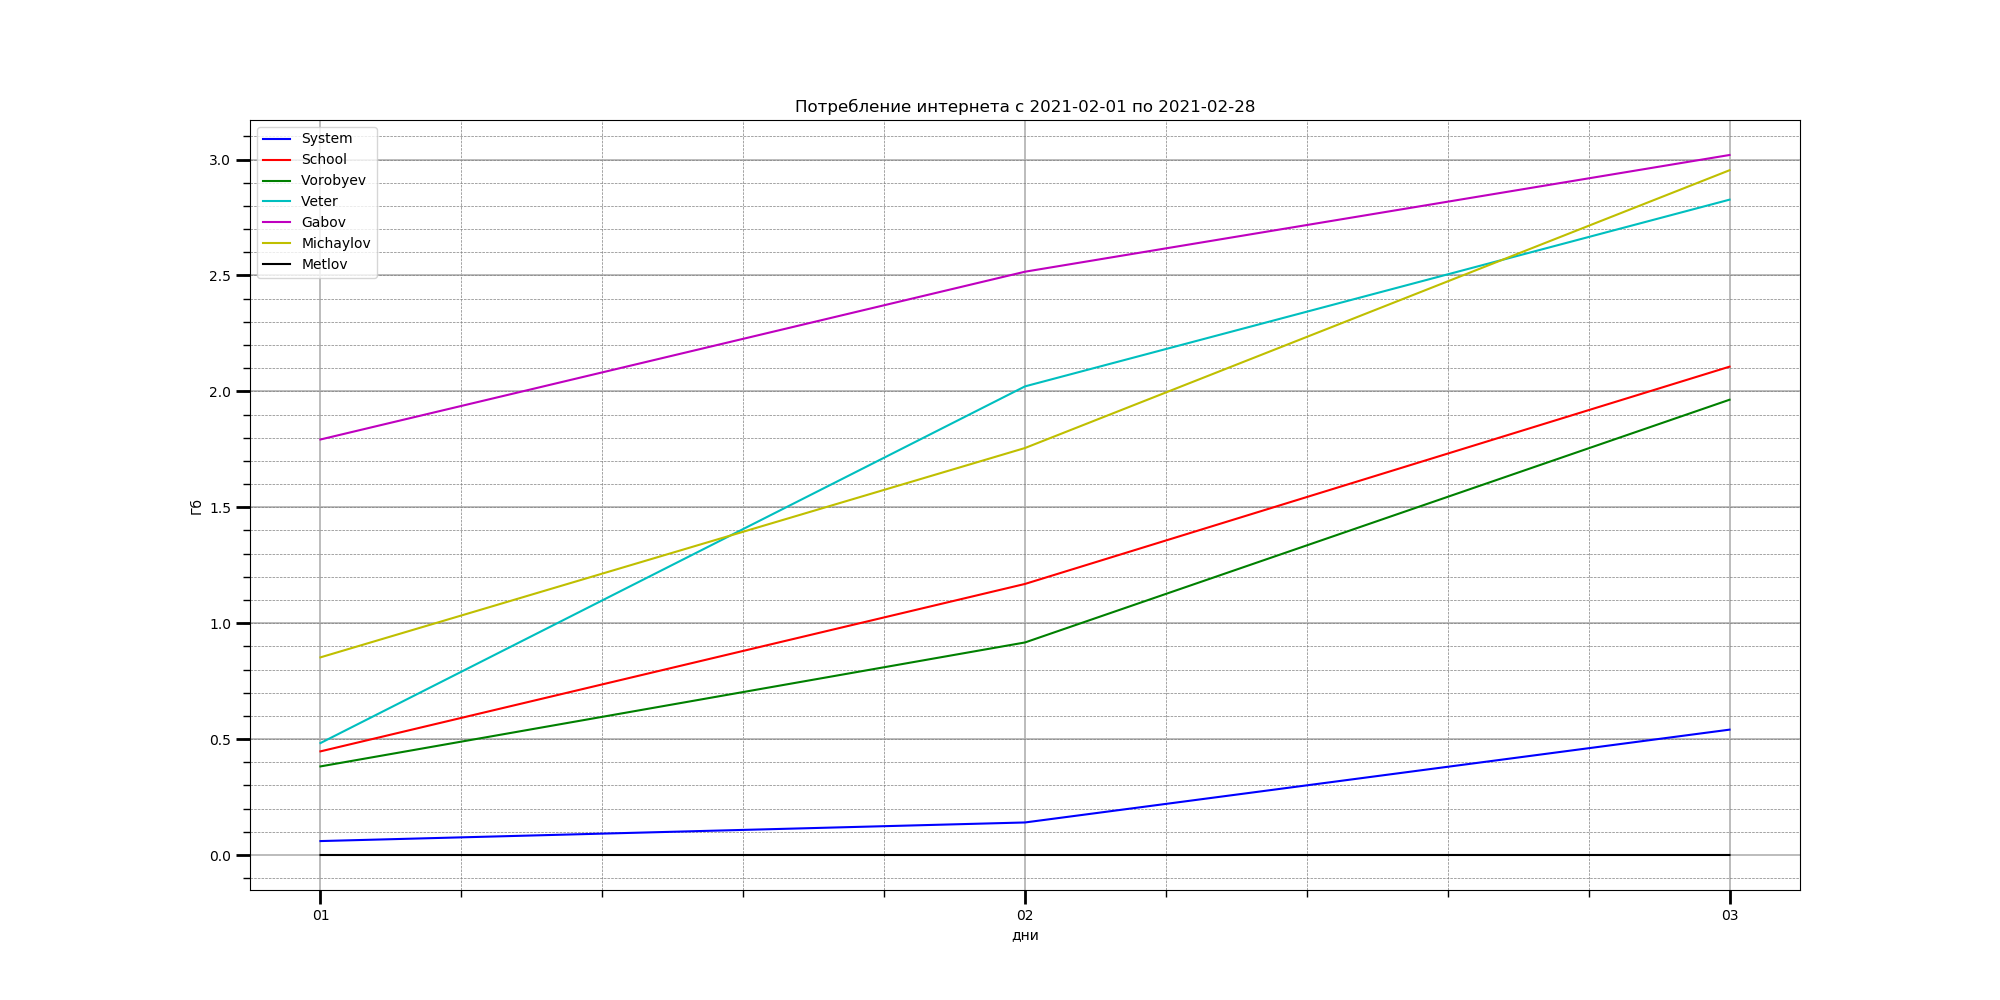 Потребление интернета с 2021-02-01 по 2021-02-28
System
School
Vorobyev
Veter
Gabov
Michaylov
Metlov
Гб
3.0
2.5
2.0
1.5
1.0
0.5
0.0
01
02
03
дни